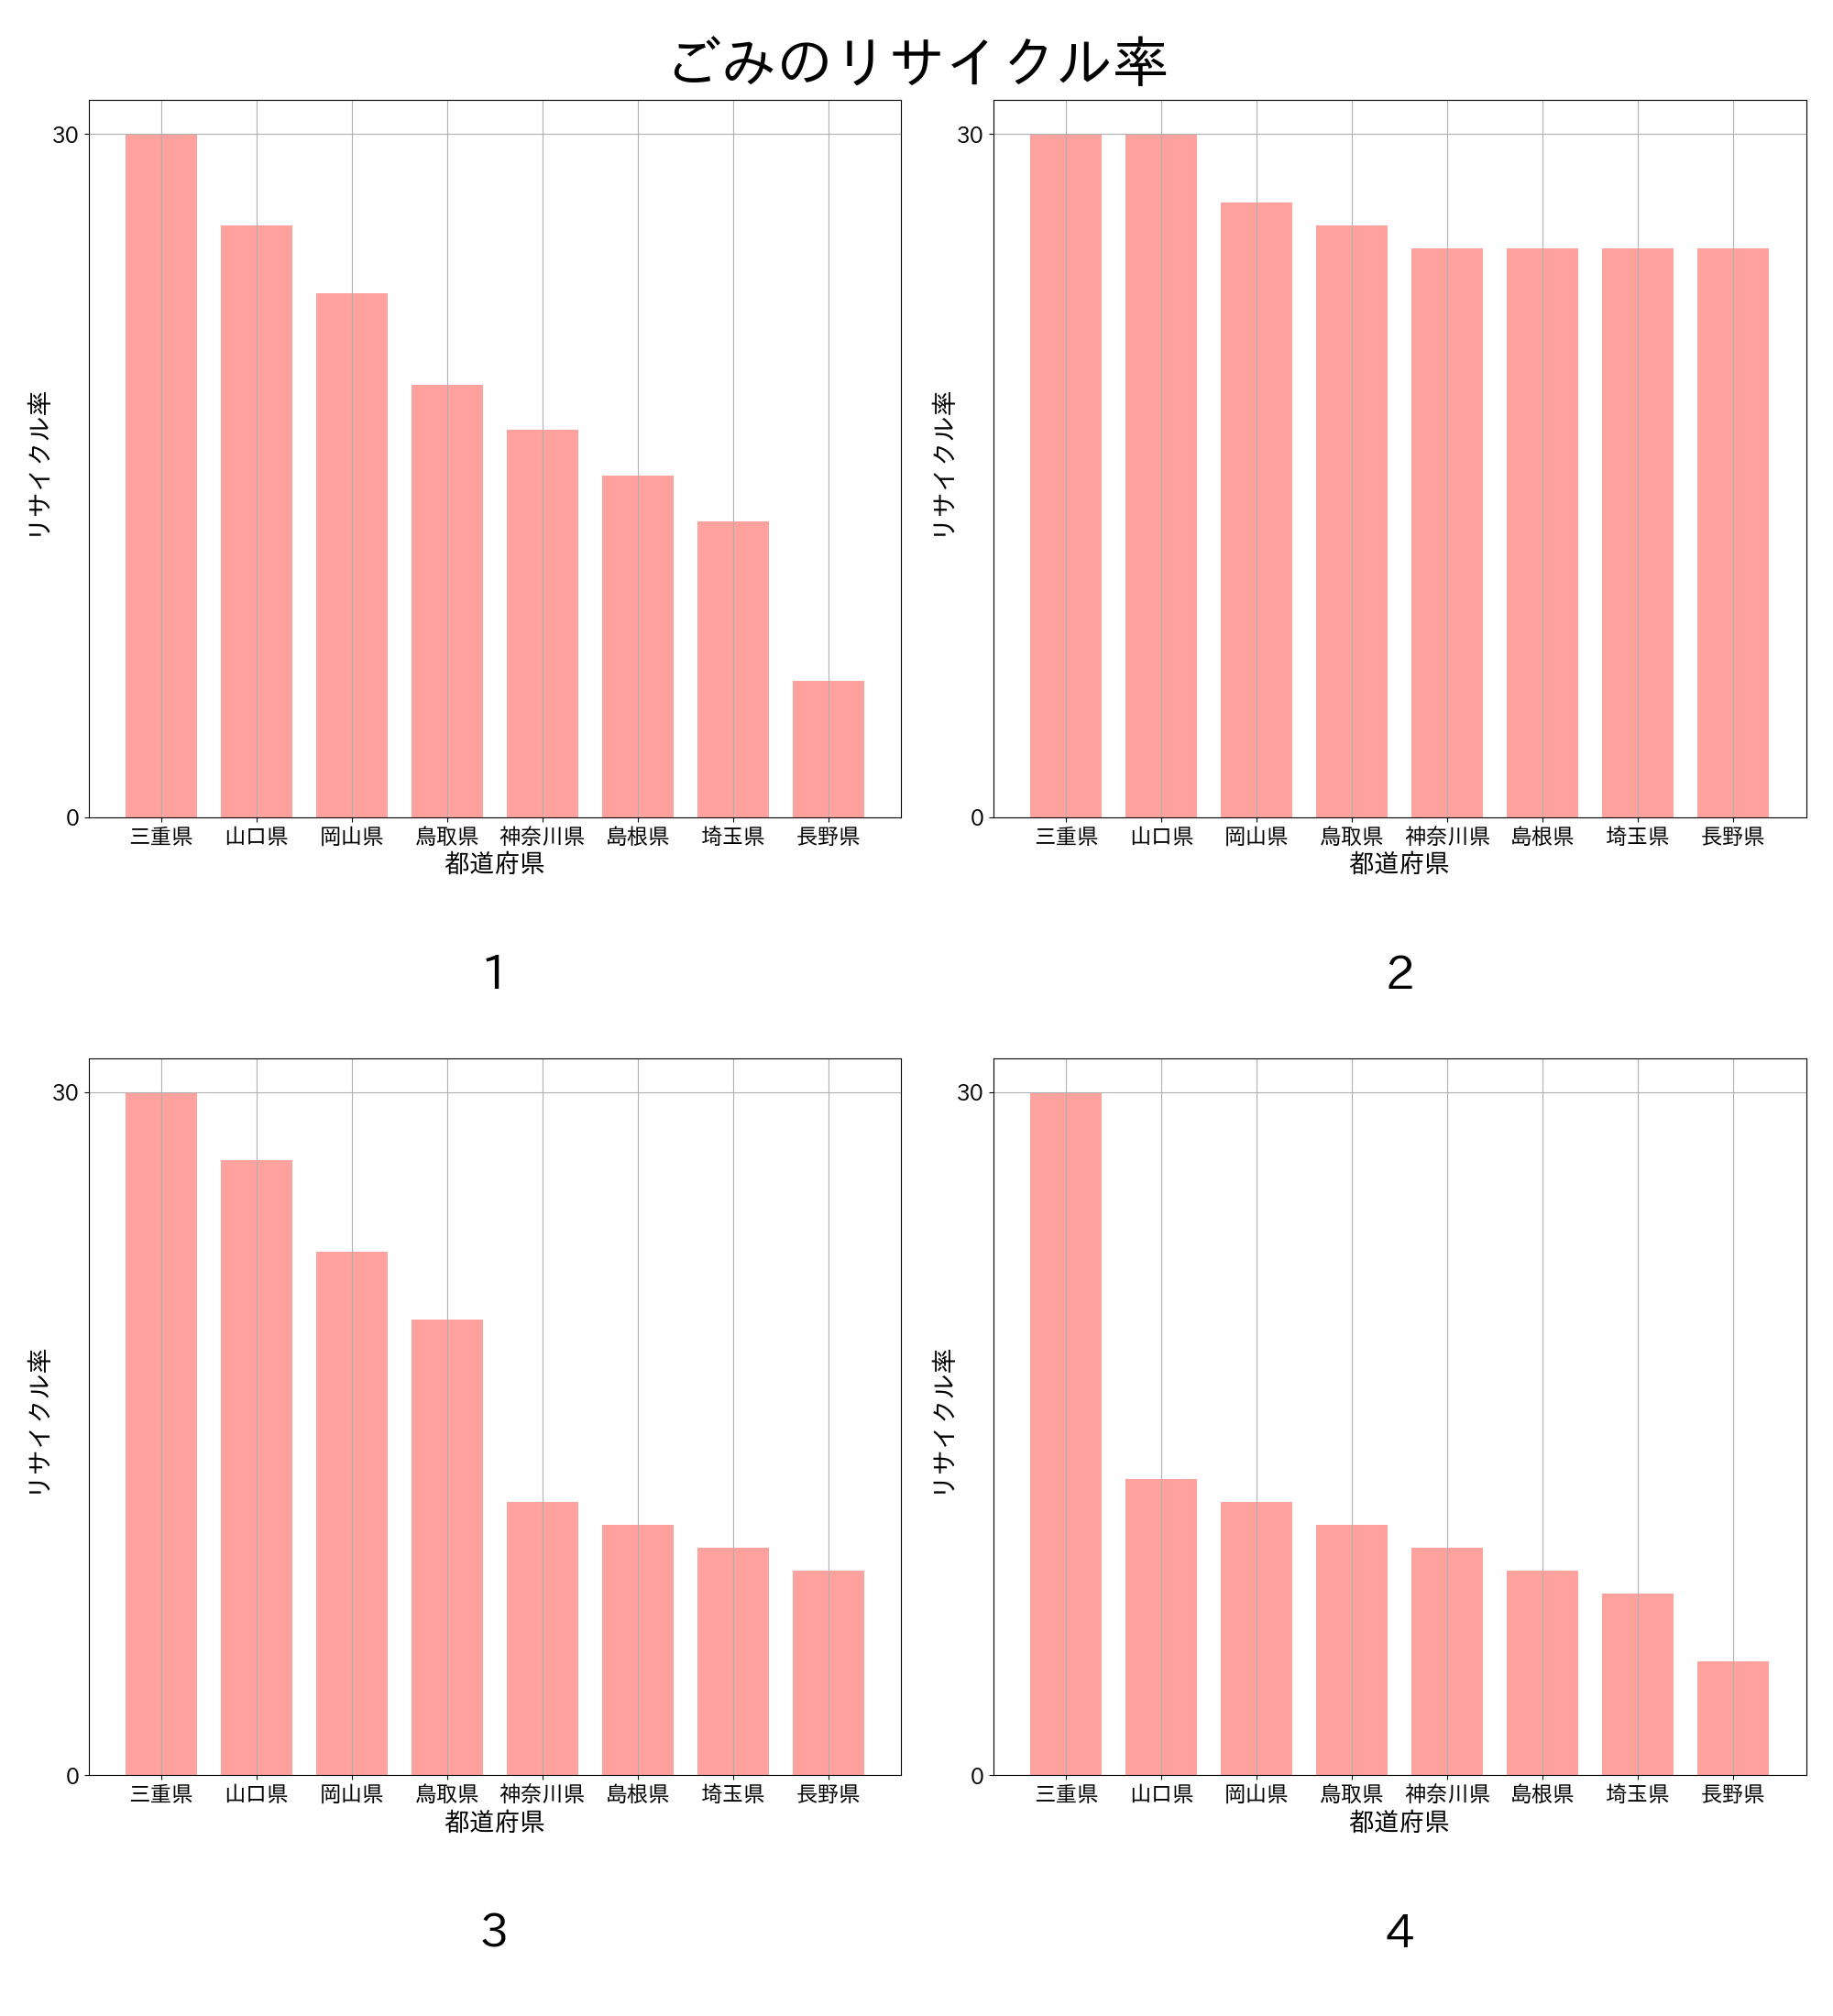 ごみのリサイクル率
30
0
リサイクル率
三重県 山口県 岡山県 鳥取県 神奈川県 島根県 埼玉県 長野県
都道府県
1
30
0
リサイクル率
三重県 山口県 岡山県 鳥取県 神奈川県 島根県 埼玉県 長野県
都道府県
2
30
0
リサイクル率
三重県 山口県 岡山県 鳥取県 神奈川県 島根県 埼玉県 長野県
都道府県
3
30
0
リサイクル率
三重県 山口県 岡山県 鳥取県 神奈川県 島根県 埼玉県 長野県
都道府県
4